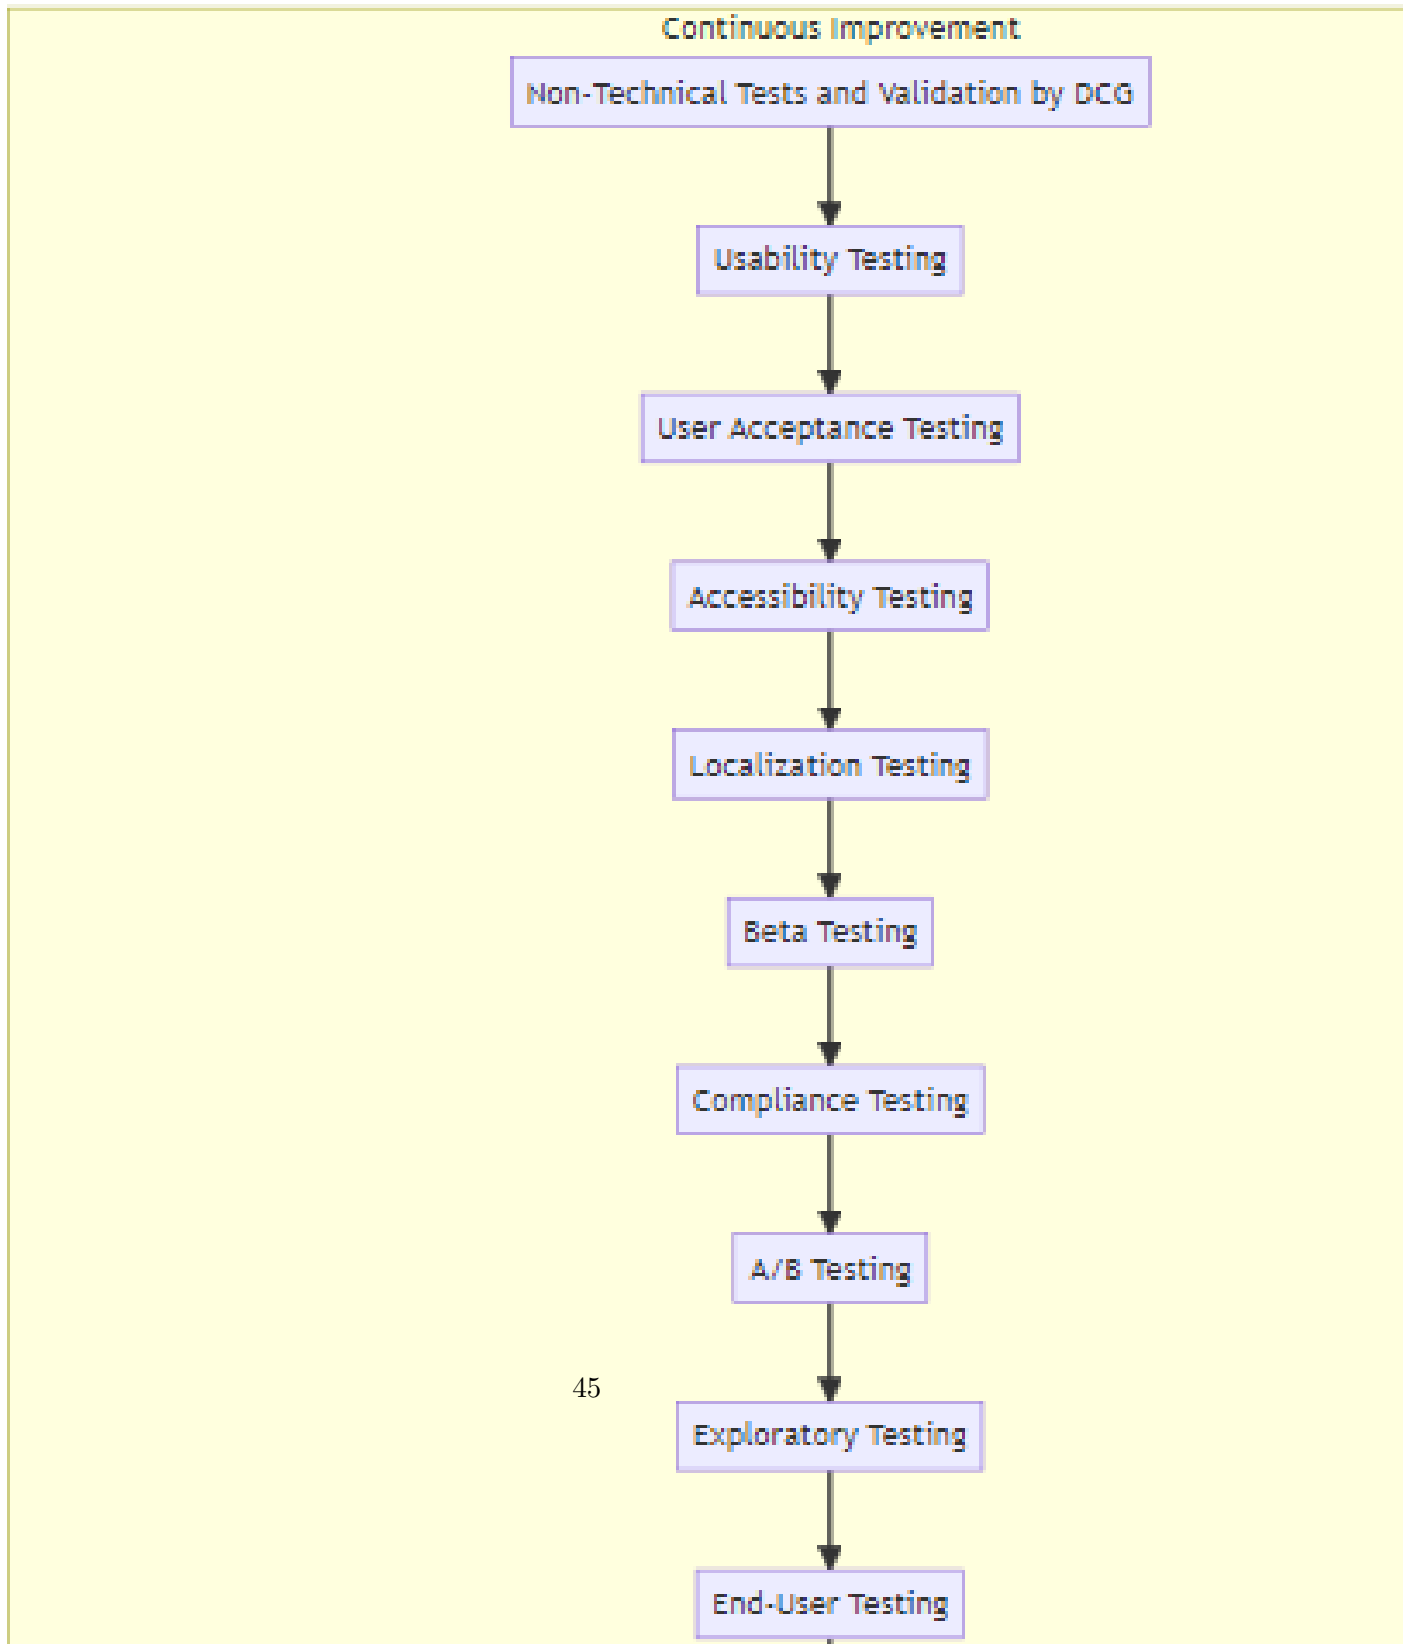 Continuous Improvement
Non-Technical Tests and Validation by DCG
Usability Testing
User Acceptance Testing
Accessibility Testing
Localization Testing
Beta Testing
Compliance Testing
A/B Testing
45
Exploratory Testing
End-User Testing